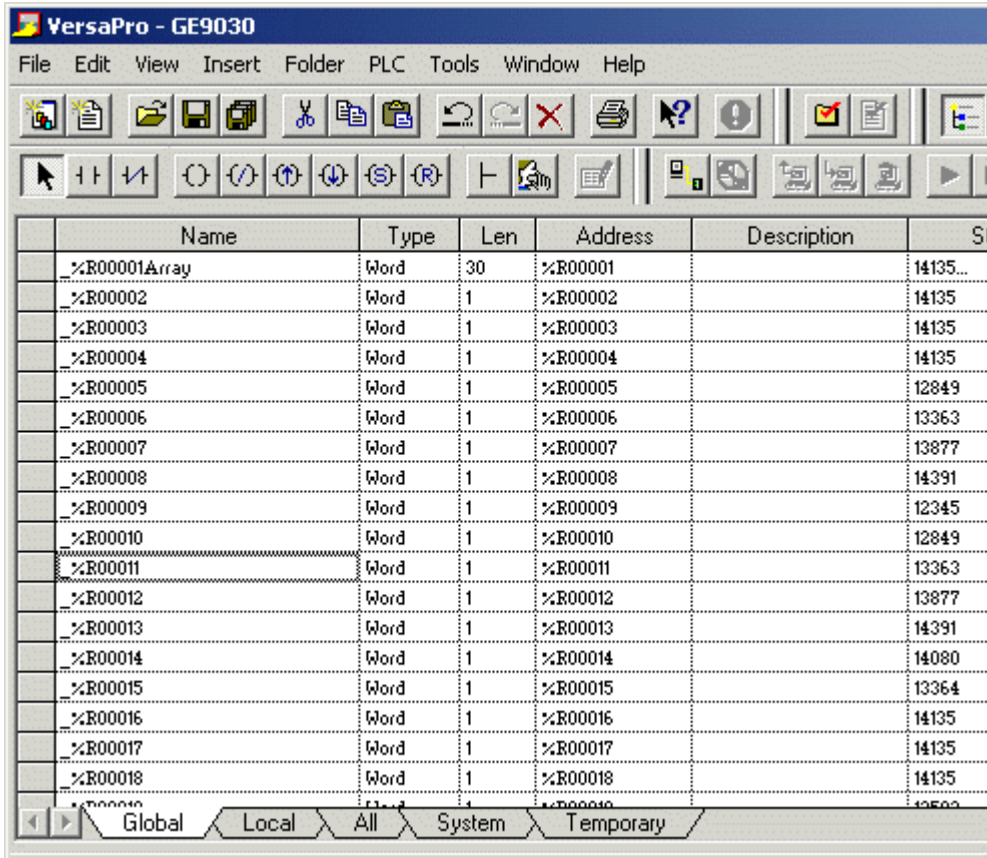 VersaPro - GE9030
File Edit View Insert Folder PLC Tools Window Help
Name Type Len Address Description
_%R00001Array Word 30 %R00001 14135...
_%R00002 Word 1 %R00002 14135
_%R00003 Word 1 %R00003 14135
_%R00004 Word 1 %R00004 14135
_%R00005 Word 1 %R00005 12849
_%R00006 Word 1 %R00006 13363
_%R00007 Word 1 %R00007 13877
_%R00008 Word 1 %R00008 14391
_%R00009 Word 1 %R00009 12345
_%R00010 Word 1 %R00010 12849
_%R00011 Word 1 %R00011 13363
_%R00012 Word 1 %R00012 13877
_%R00013 Word 1 %R00013 14391
_%R00014 Word 1 %R00014 14080
_%R00015 Word 1 %R00015 13364
_%R00016 Word 1 %R00016 14135
_%R00017 Word 1 %R00017 14135
_%R00018 Word 1 %R00018 14135
Global Local All System Temporary